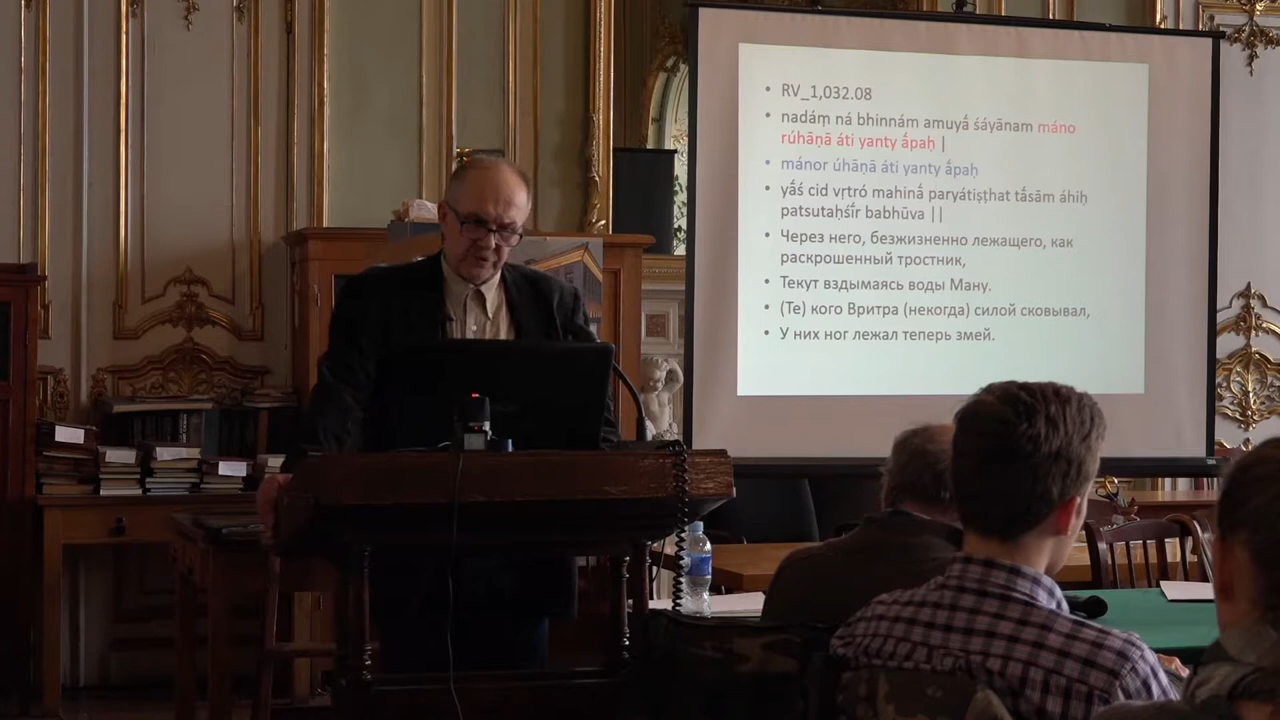 RV_1,032.08
nadáṃ ná bhinnám amuyā́ śáyānam máno
rúhāṇā áti yanty ā́paḥ |
mánor úhāṇā áti yanty ā́paḥ
yā́ś cid vṛtró mahinā́ paryátiṣṭhat tā́sām áhiḥ
patsutaḥśī́r babhūva ||
Через него, безжизненно лежащего, как
раскрошенный тростник,
Текут вздымаясь воды Ману.
(Те) кого Вритра (некогда) силой сковывал,
У них ног лежал теперь змей.